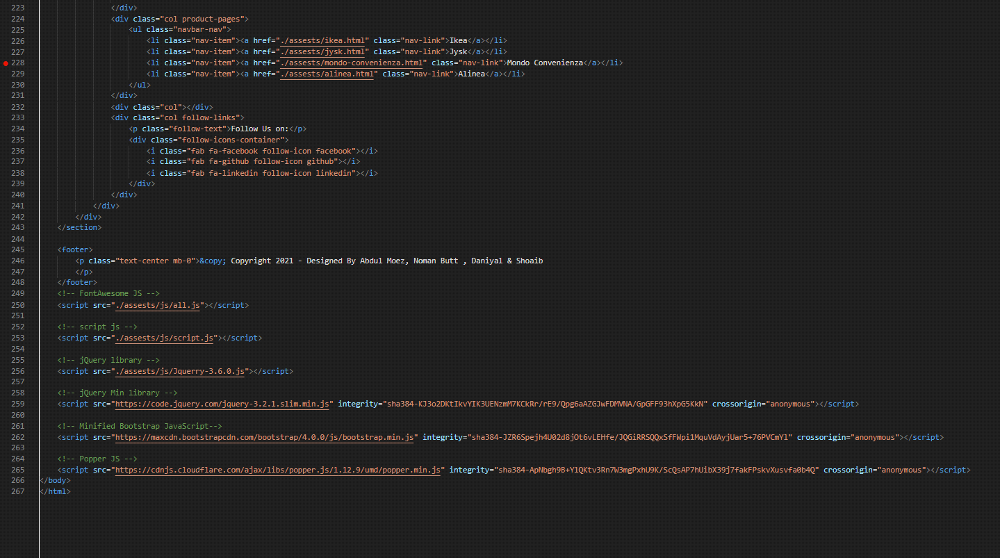 223 </div>
224 <div class="col product-pages">
225 <ul class="navbar-nav">
226 <li class="nav-item"><a href="./assests/ikea.html" class="nav-link">Ikea</a></li>
227 <li class="nav-item"><a href="./assests/jysk.html" class="nav-link">Jysk</a></li>
228 <li class="nav-item"><a href="./assests/mondo-convenienza.html" class="nav-link">Mondo Convenienza</a></li>
229 <li class="nav-item"><a href="./assests/alinea.html" class="nav-link">Alinea</a></li>
230 </ul>
231 </div>
232 <div class="col"></div>
233 <div class="col follow-links">
234 <p class="follow-text">Follow Us on:</p>
235 <div class="follow-icons-container">
236 <i class="fab fa-facebook follow-icon facebook"></i>
237 <i class="fab fa-github follow-icon github"></i>
238 <i class="fab fa-linkedin follow-icon linkedin"></i>
239 </div>
240 </div>
241 </div>
242 </div>
243 </section>
244
245 <footer>
246 <p class="text-center mb-0">&copy; Copyright 2021 - Designed By Abdul Moez, Noman Butt , Daniyal & Shoaib
247 </p>
248 </footer>
249 <!-- FontAwesome JS -->
250 <script src="./assests/js/all.js"></script>
251
252 <!-- script js -->
253 <script src="./assests/js/script.js"></script>
254
255 <!-- jQuery library -->
256 <script src="./assests/js/Jquerry-3.6.0.js"></script>
257
258 <!-- jQuery Min library -->
259 <script src="https://code.jquery.com/jquery-3.2.1.slim.min.js" integrity="sha384-KJ3o2DKtIkvYIK3UENzmM7KCkRr/rE9/Qpg6aAZGJwFDMVNA/GpGFF93hXpG5KkN" crossorigin="anonymous"></script>
260
261 <!-- Minified Bootstrap JavaScript-->
262 <script src="https://maxcdn.bootstrapcdn.com/bootstrap/4.0.0/js/bootstrap.min.js" integrity="sha384-JZR6Spejh4U02d8jOt6vLEHfe/JQGiRRSQQxSfFWpi1MquVdAyjUar5+76PVCmYl" crossorigin="anonymous"></script>
263
264 <!-- Popper JS -->
265 <script src="https://cdnjs.cloudflare.com/ajax/libs/popper.js/1.12.9/umd/popper.min.js" integrity="sha384-ApNbgh9B+Y1QKtv3Rn7W3mgPxhU9K/ScQsAP7hUibX39j7fakFPskvXusvfa0b4Q" crossorigin="anonymous"></script>
266 </body>
267 </html>